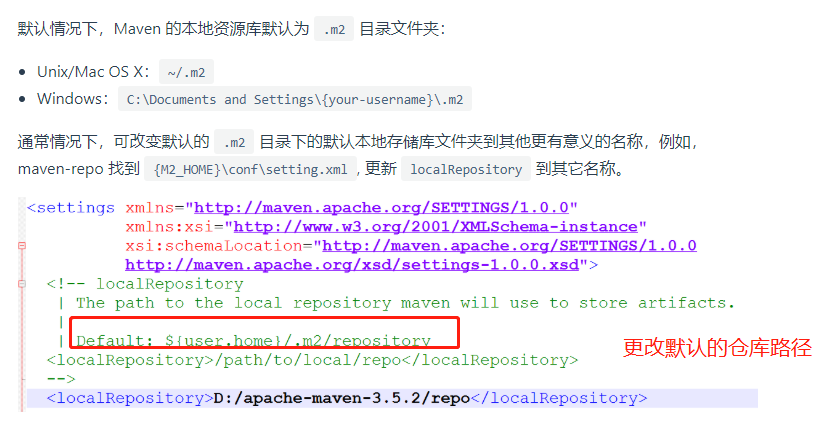 默认情况下，Maven 的本地资源库默认为 .m2 目录文件夹：
Unix/Mac OS X： ~/.m2
Windows： C:\Documents and Settings\{your-username}\.m2
通常情况下，可改变默认的 .m2 目录下的默认本地存储库文件夹到其他更有意义的名称，例如，
maven-repo 找到 {M2_HOME}\conf\setting.xml , 更新 localRepository 到其它名称。
<settings xmlns="http://maven.apache.org/SETTINGS/1.0.0"
xmlns:xsi="http://www.w3.org/2001/XMLSchema-instance"
xsi:schemaLocation="http://maven.apache.org/SETTINGS/1.0.0
http://maven.apache.org/xsd/settings-1.0.0.xsd">
<!-- localRepository
| The path to the local repository maven will use to store artifacts.
|
| Default: ${user.home}/.m2/repository
更改默认的仓库路径
<localRepository>/path/to/local/repo</localRepository>
-->
<localRepository>D:/apache-maven-3.5.2/repo</localRepository>